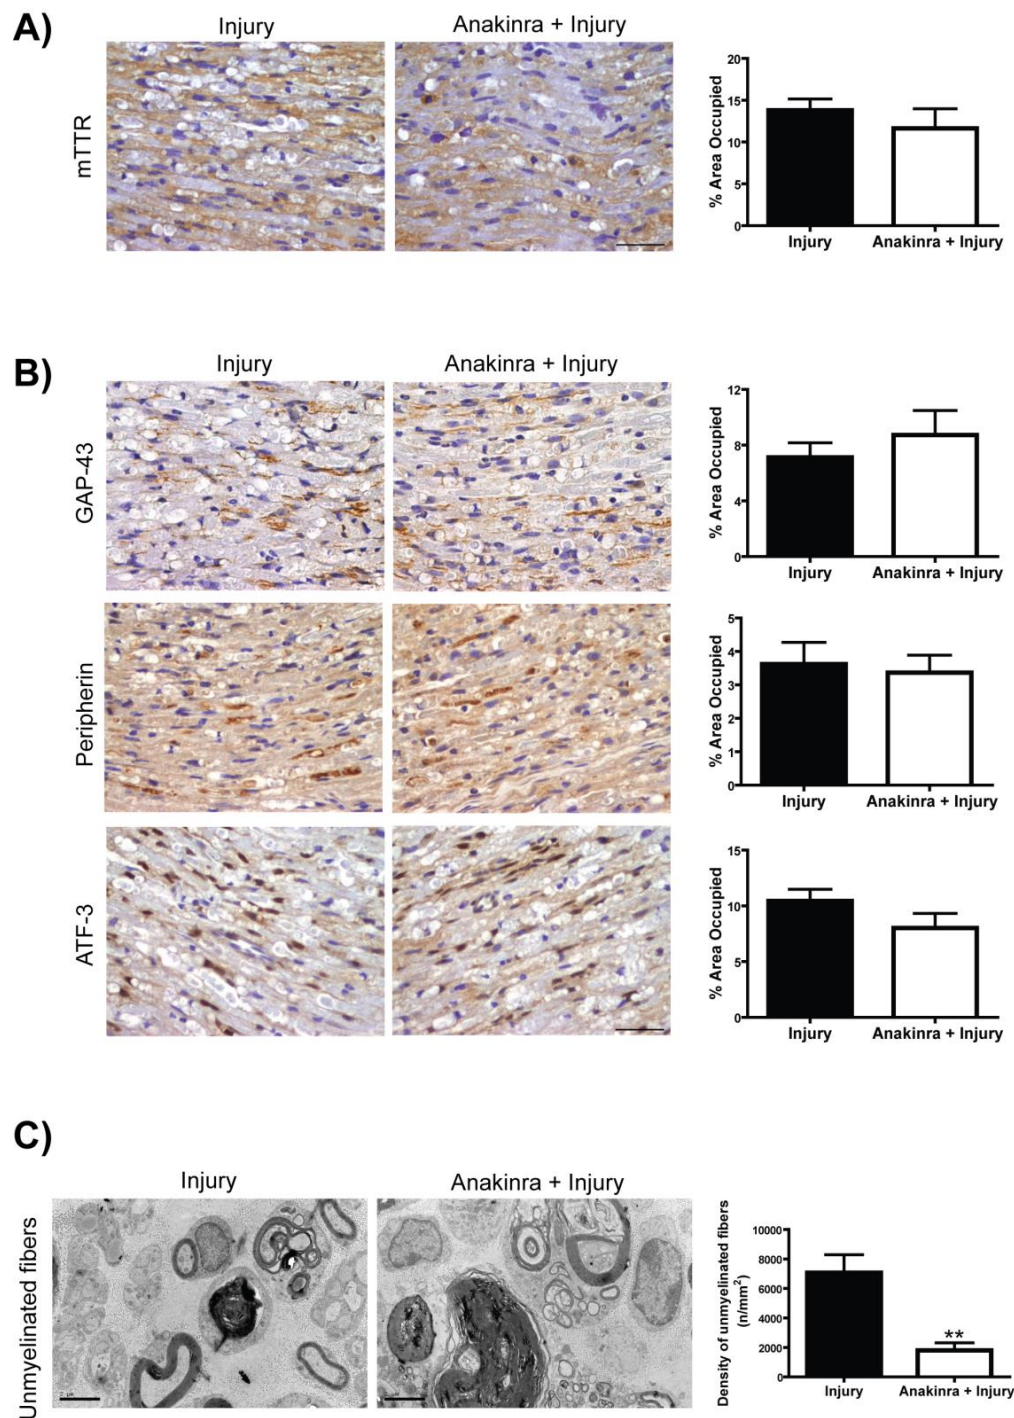 A)
Injury
Anakinra + Injury
mTTR
% Area Occupied
20
15
10
5
0
Injury
Anakinra + Injury
B)
Injury
Anakinra + Injury
GAP-43
% Area Occupied
12
8
4
0
Injury
Anakinra + Injury
Peripherin
% Area Occupied
5
4
3
2
1
0
Injury
Anakinra + Injury
ATF-3
% Area Occupied
15
10
5
0
Injury
Anakinra + Injury
C)
Injury
Anakinra + Injury
Unmyelinated fibers
Density of unmyelinated fibers
(n/mm²)
10000
8000
6000
4000
2000
0
**
Injury
Anakinra + Injury